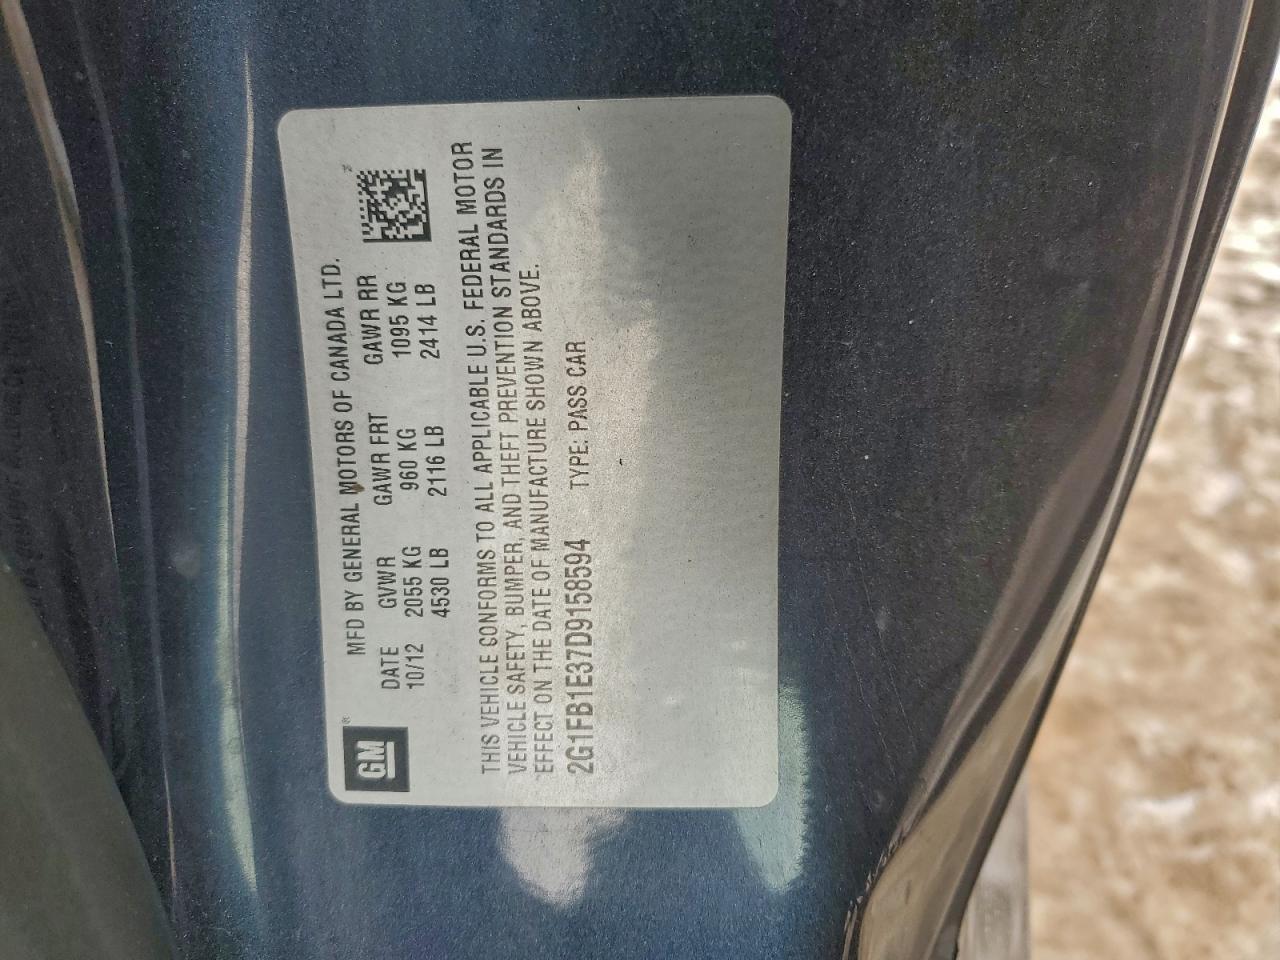 GM®
MFD BY GENERAL MOTORS OF CANADA LTD.
DATE GVWR GAWR FRT GAWR RR
10/12 2055 KG 960 KG 1095 KG
4530 LB 2116 LB 2414 LB
THIS VEHICLE CONFORMS TO ALL APPLICABLE U.S. FEDERAL MOTOR
VEHICLE SAFETY, BUMPER, AND THEFT PREVENTION STANDARDS IN
EFFECT ON THE DATE OF MANUFACTURE SHOWN ABOVE.
2G1FB1E37D9158594 TYPE: PASS CAR